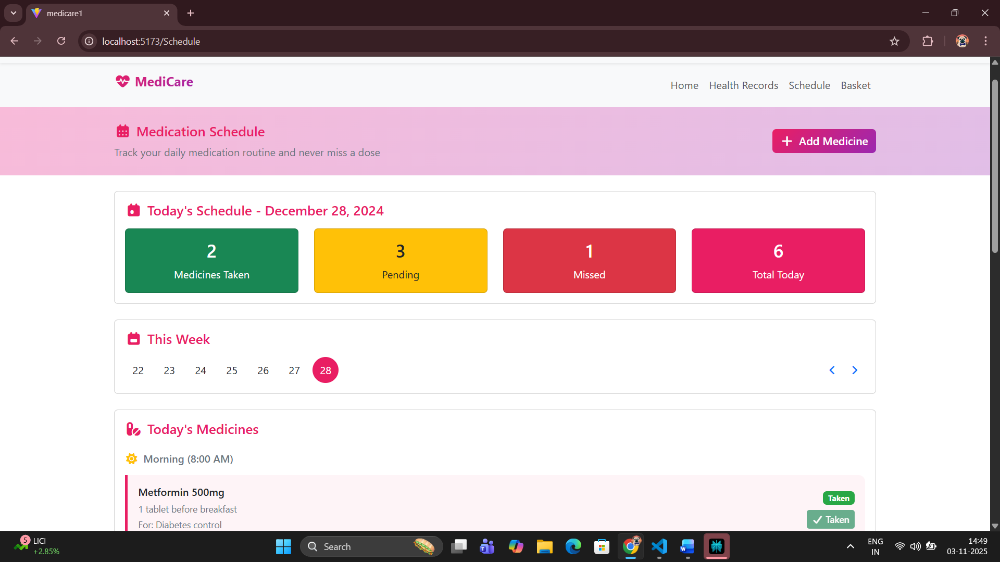 medicare1
localhost:5173/Schedule
MediCare
Home Health Records Schedule Basket
Medication Schedule
Track your daily medication routine and never miss a dose
Add Medicine
Today's Schedule - December 28, 2024
2 3 1 6
Medicines Taken Pending Missed Total Today
This Week
22 23 24 25 26 27 28
Today's Medicines
Morning (8:00 AM)
Metformin 500mg
Taken
1 tablet before breakfast
Taken
For: Diabetes control
5 LICI
+2.85%
Search
ENG
IN
14:49
03-11-2025